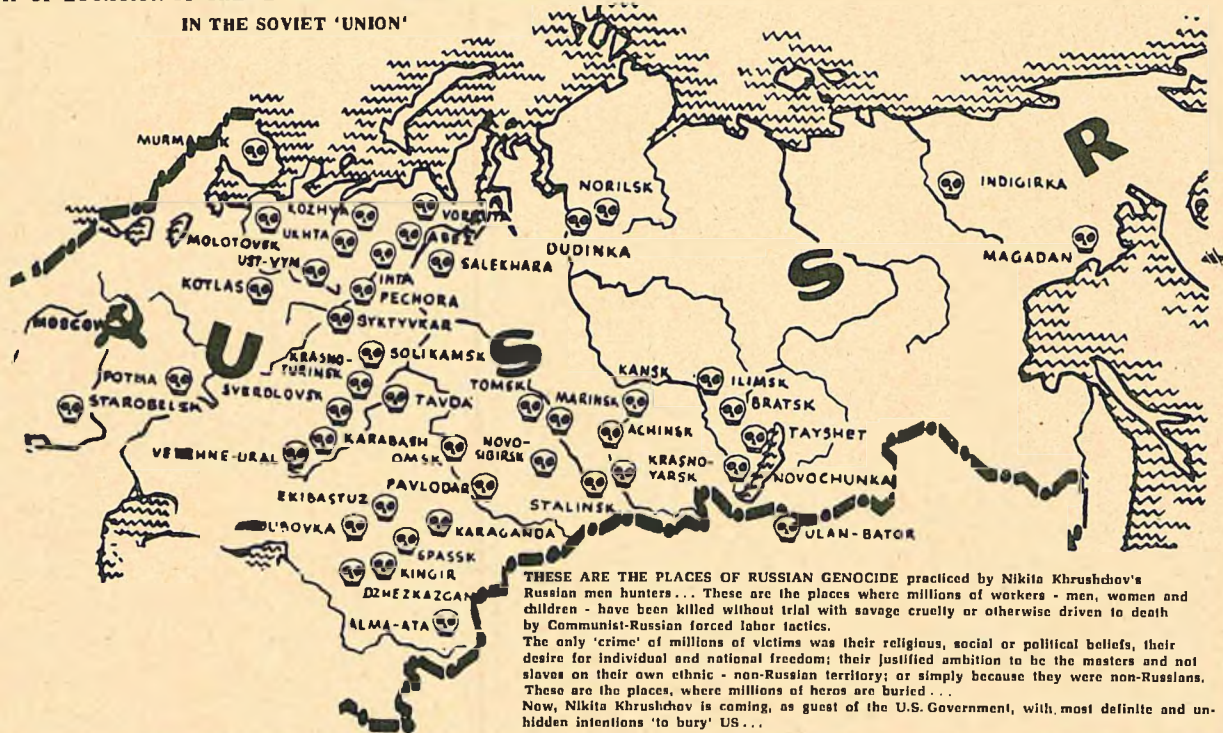 IN THE SOVIET 'UNION'
R
MURMANSK
NORILSK
INDIGIRKA
KOZHVA
VORKUTA
UKHTA
ABEZ
MOLOTOVSK
DUDINKA
MAGADAN
UST-VYM
SALEKHARA
S
INTA
KOTLAS
PECHORA
MOSCOW
SYKTYVKAR
U
S
KRASNO-
TURINSK
SOLIKAMSK
KANSK
ILIMSK
POTMA
SVERDLOVSK
TOMSK
MARINSK
BRATSK
STAROBELSK
TAVDA
ACHINSK
TAYSHET
KARABASH
NOVO-
SIBIRSK
VERKHNE-URAL
OMSK
KRASNO-
YARSK
NOVOCHUNKA
PAVLODAR
EKIBASTUZ
STALINSK
KARAGANDA
ULAN-BATOR
SPASSK
KINGIR
DZHEZKAZGAN
ALMA-ATA
THESE ARE THE PLACES OF RUSSIAN GENOCIDE practiced by Nikita Khrushchov's
Russian men hunters... These are the places where millions of workers - men, women and
children - have been killed without trial with savage cruelty or otherwise driven to death
by Communist-Russian forced labor tactics.
The only 'crime' of millions of victims was their religious, social or political beliefs, their
desire for individual and national freedom; their justified ambition to be the masters and not
slaves on their own ethnic - non-Russian territory; or simply because they were non-Russians.
These are the places, where millions of heros are buried...
Now, Nikita Khrushchov is coming, as guest of the U.S. Government, with most definite and un-
hidden intentions 'to bury' US...